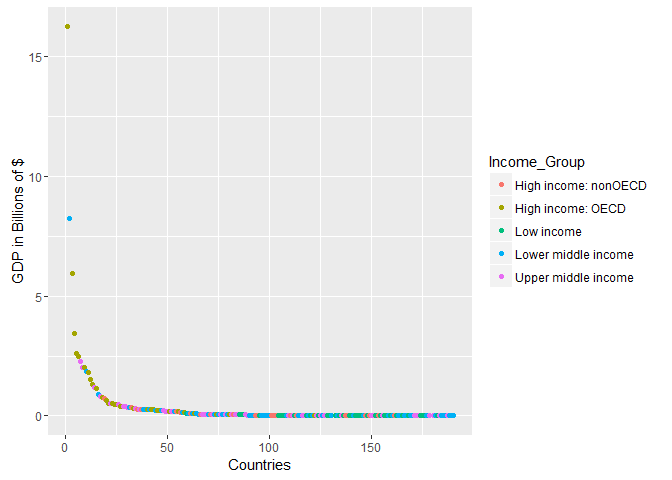 15
10
5
0
GDP in Billions of $
0 50 100 150
Countries
Income_Group
High income: nonOECD
High income: OECD
Low income
Lower middle income
Upper middle income